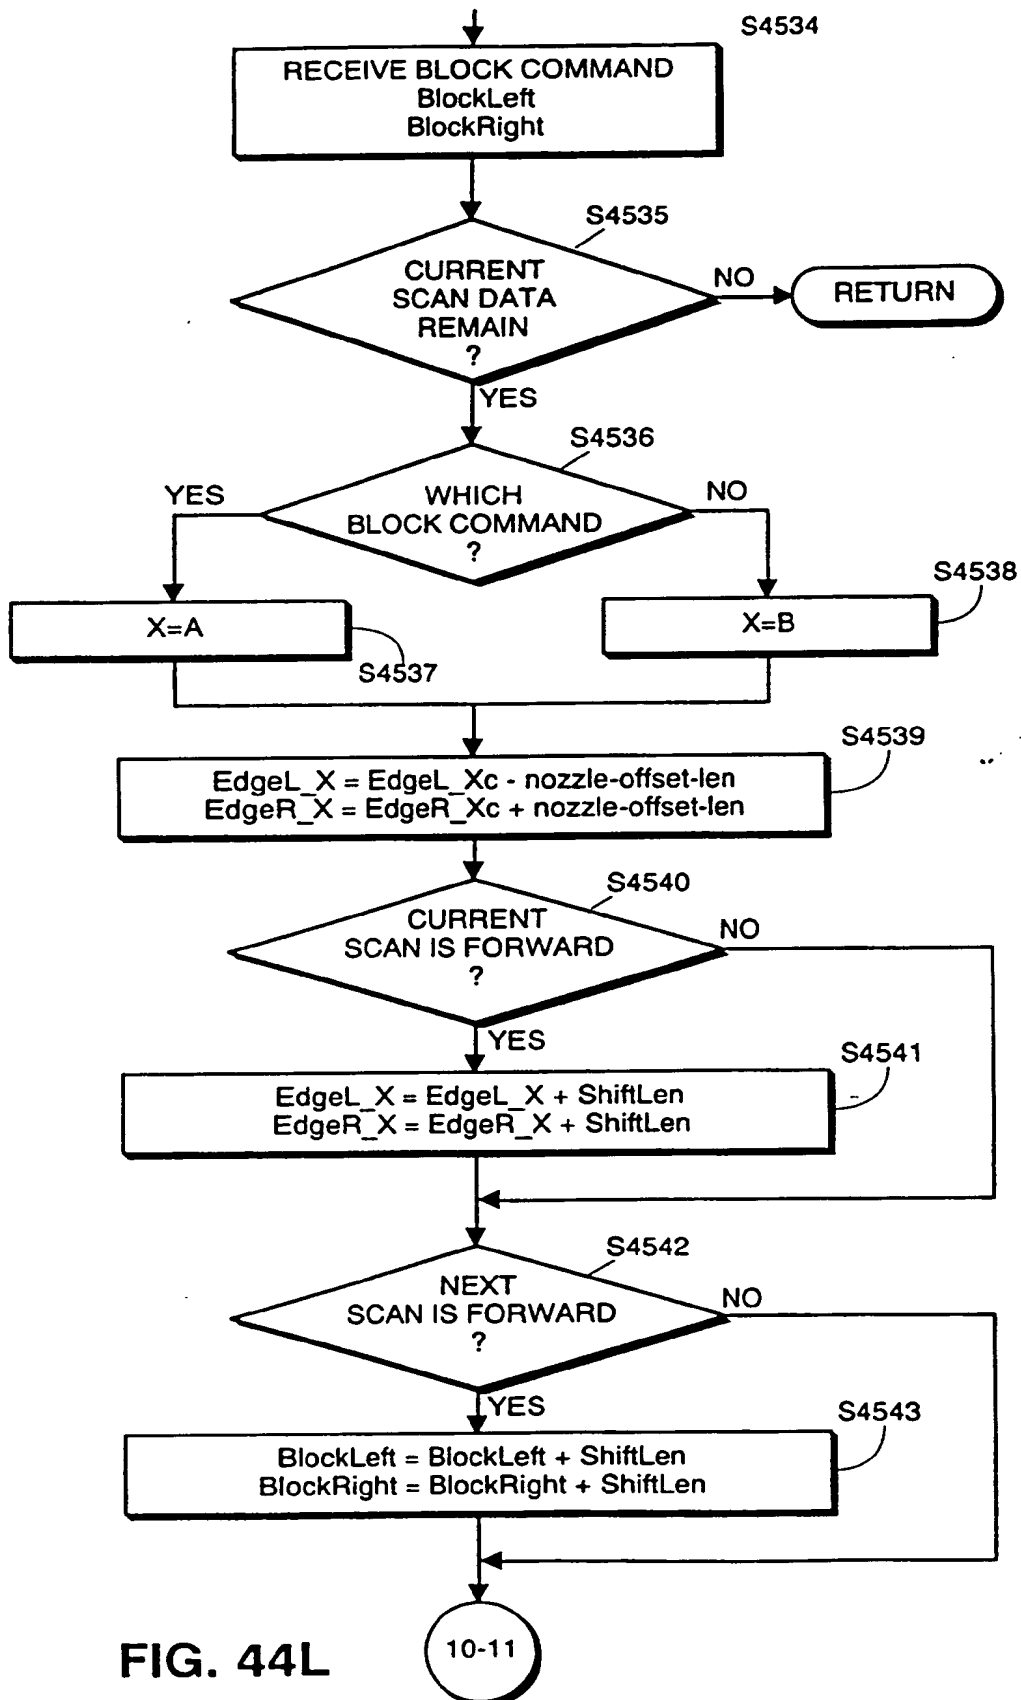 S4534
RECEIVE BLOCK COMMAND
BlockLeft
BlockRight
S4535
CURRENT
SCAN DATA
REMAIN
?
NO
RETURN
YES
S4536
WHICH
BLOCK COMMAND
?
YES
NO
S4538
X=A
X=B
S4537
S4539
EdgeL_X = EdgeL_Xc - nozzle-offset-len
EdgeR_X = EdgeR_Xc + nozzle-offset-len
S4540
CURRENT
SCAN IS FORWARD
?
NO
YES
S4541
EdgeL_X = EdgeL_X + ShiftLen
EdgeR_X = EdgeR_X + ShiftLen
S4542
NEXT
SCAN IS FORWARD
?
NO
YES
S4543
BlockLeft = BlockLeft + ShiftLen
BlockRight = BlockRight + ShiftLen
10-11
FIG. 44L